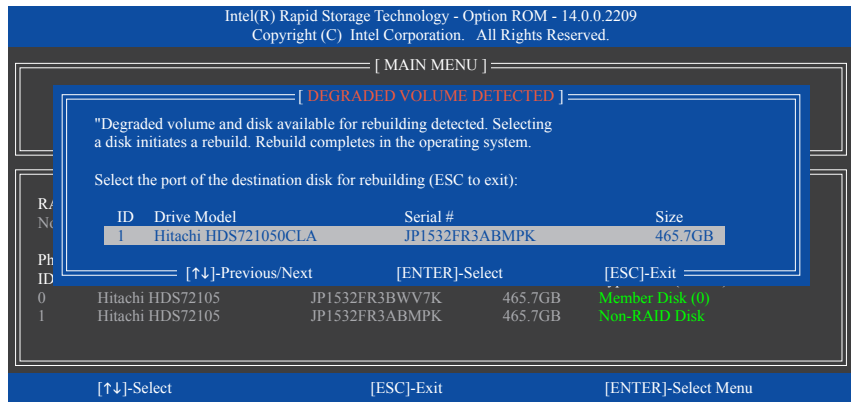 Intel(R) Rapid Storage Technology - Option ROM - 14.0.0.2209
Copyright (C) Intel Corporation. All Rights Reserved.
[ MAIN MENU ]
[ DEGRADED VOLUME DETECTED ]
"Degraded volume and disk available for rebuilding detected. Selecting
a disk initiates a rebuild. Rebuild completes in the operating system.
Select the port of the destination disk for rebuilding (ESC to exit):
ID Drive Model Serial # Size
1 Hitachi HDS721050CLA JP1532FR3ABMPK 465.7GB
[↑↓]-Previous/Next [ENTER]-Select [ESC]-Exit
ID
0 Hitachi HDS72105 JP1532FR3BWV7K 465.7GB Member Disk (0)
1 Hitachi HDS72105 JP1532FR3ABMPK 465.7GB Non-RAID Disk
[↑↓]-Select [ESC]-Exit [ENTER]-Select Menu